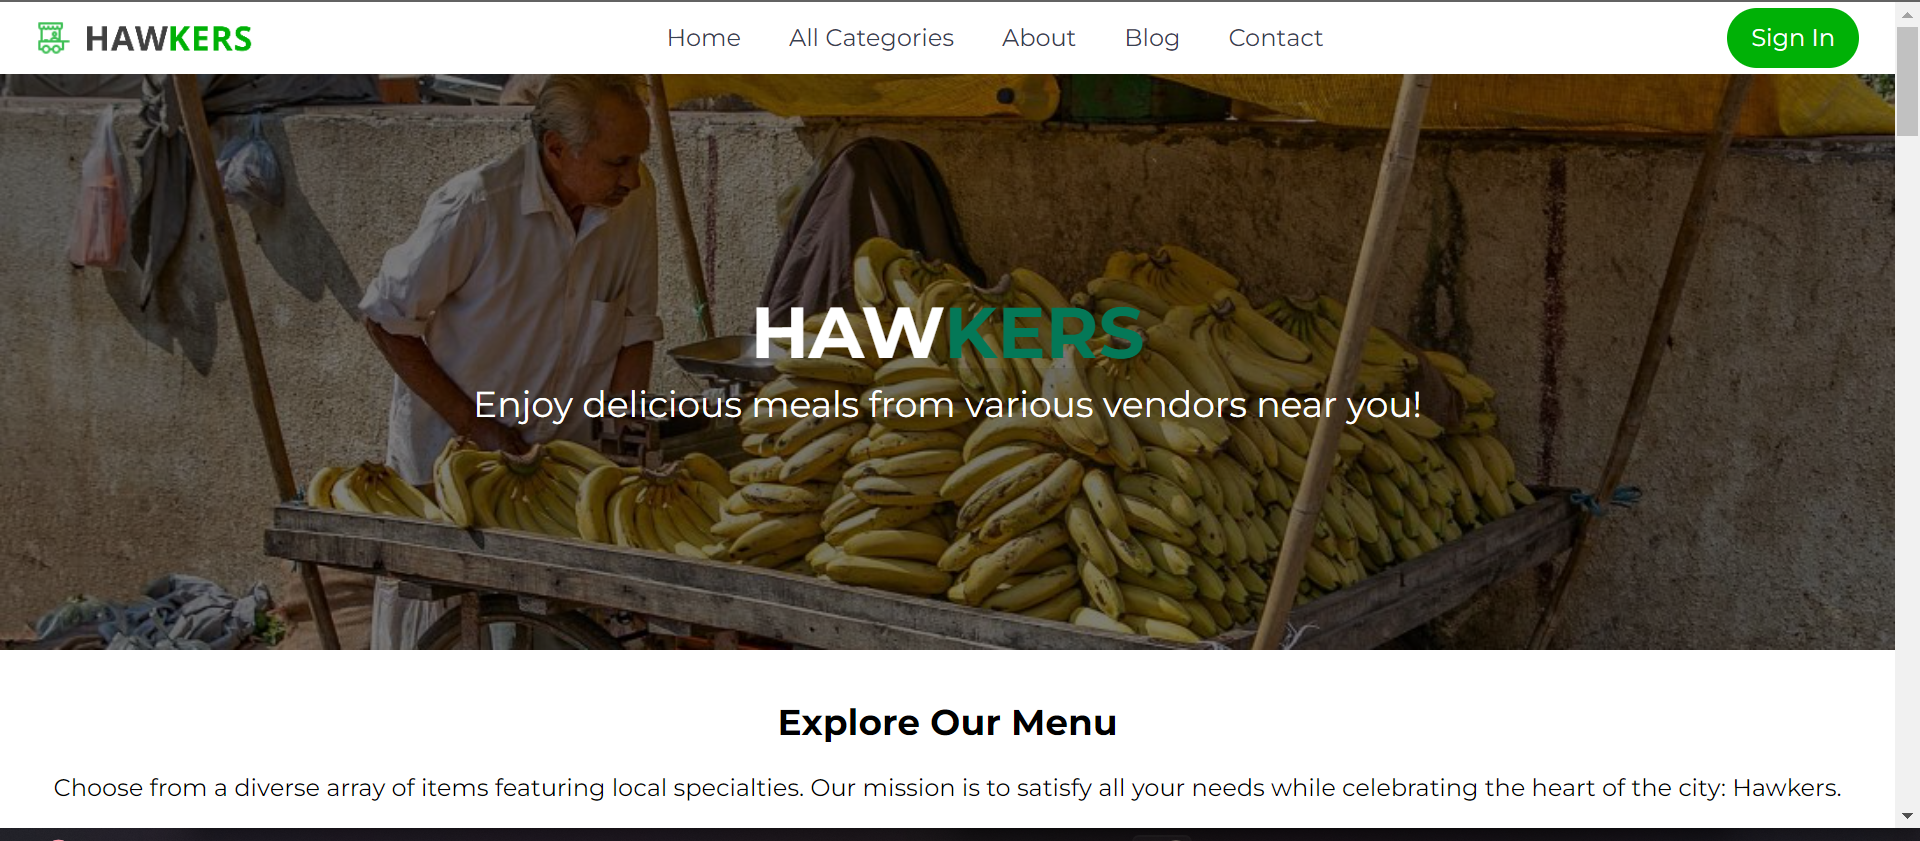 HAWKERS
Home All Categories About Blog Contact
Sign In
HAWKERS
Enjoy delicious meals from various vendors near you!
Explore Our Menu
Choose from a diverse array of items featuring local specialties. Our mission is to satisfy all your needs while celebrating the heart of the city: Hawkers.